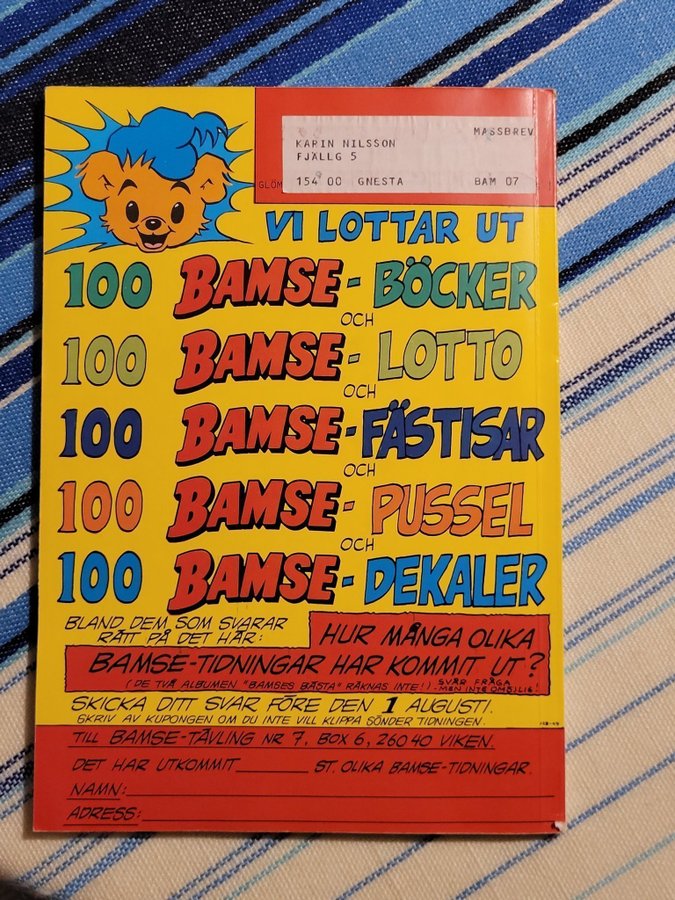 MASSBREV
KARIN NILSSON
FJÄLLG 5
GLÖM
154 00 GNESTA BAM 07
VI LOTTAR UT
100 BAMSE-BÖCKER
OCH
100 BAMSE-LOTTO
OCH
100 BAMSE-FÄSTISAR
OCH
100 BAMSE-PUSSEL
OCH
100 BAMSE-DEKALER
BLAND DEM SOM SVARAR
RÄTT PÅ DET HÄR:
HUR MÅNGA OLIKA
BAMSE-TIDNINGAR HAR KOMMIT UT?
(DE TVÅ ALBUMEN "BAMSES BÄSTA" RÄKNAS INTE!) SVÅR FRÅGA
-MEN INTE OMÖJLIG!
SKICKA DITT SVAR FÖRE DEN 1 AUGUSTI.
SKRIV AV KUPONGEN OM DU INTE VILL KLIPPA SÖNDER TIDNINGEN.
TILL BAMSE-TÄVLING NR 7, BOX 6, 260 40 VIKEN.
DET HAR UTKOMMIT ST. OLIKA BAMSE-TIDNINGAR.
NAMN:
ADRESS: